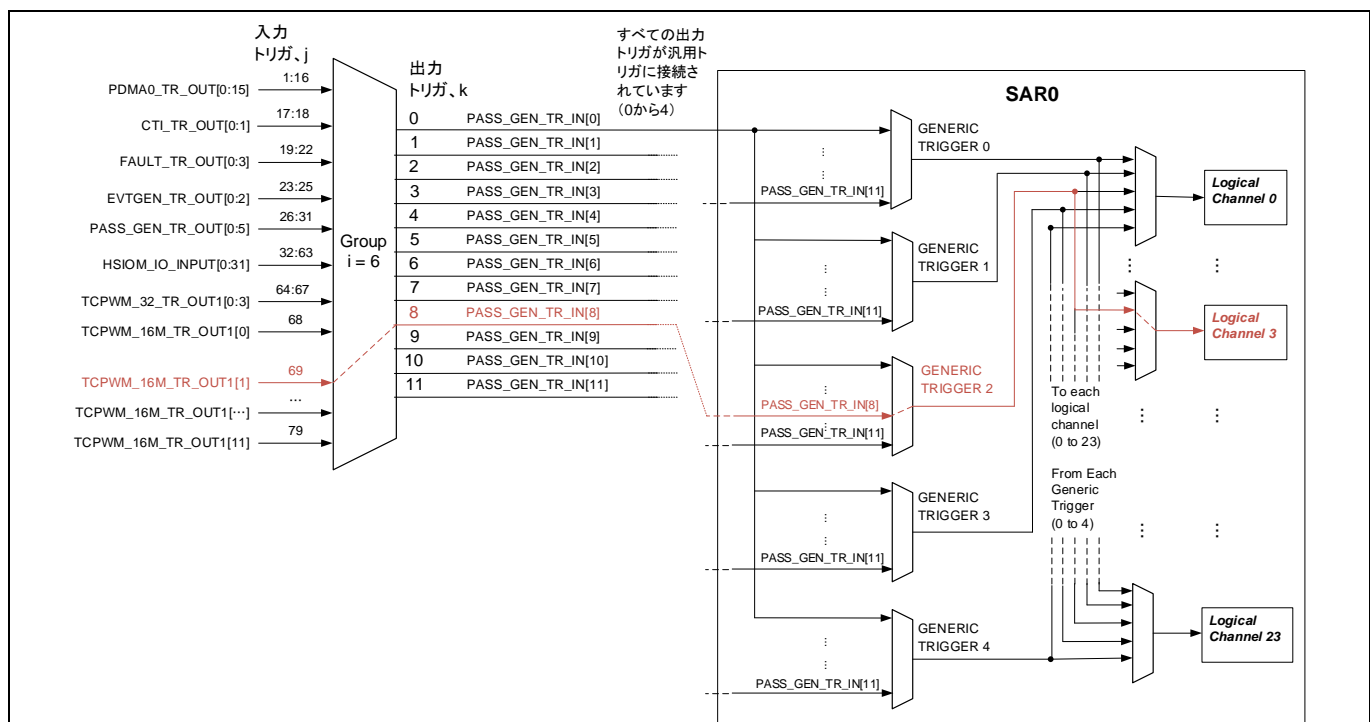 入力
トリガ、j
PDMA0_TR_OUT[0:15]
1:16
CTI_TR_OUT[0:1]
17:18
FAULT_TR_OUT[0:3]
19:22
EVTGEN_TR_OUT[0:2]
23:25
PASS_GEN_TR_OUT[0:5]
26:31
HSIOM_IO_INPUT[0:31]
32:63
TCPWM_32_TR_OUT1[0:3]
64:67
TCPWM_16M_TR_OUT1[0]
68
TCPWM_16M_TR_OUT1[1]
69
...
TCPWM_16M_TR_OUT1[…]
TCPWM_16M_TR_OUT1[11]
79
Group
i = 6
出力
トリガ、k
0 PASS_GEN_TR_IN[0]
1 PASS_GEN_TR_IN[1]
2 PASS_GEN_TR_IN[2]
3 PASS_GEN_TR_IN[3]
4 PASS_GEN_TR_IN[4]
5 PASS_GEN_TR_IN[5]
6 PASS_GEN_TR_IN[6]
7 PASS_GEN_TR_IN[7]
8 PASS_GEN_TR_IN[8]
9 PASS_GEN_TR_IN[9]
10 PASS_GEN_TR_IN[10]
11 PASS_GEN_TR_IN[11]
すべての出力
トリガが汎用ト
リガに接続さ
れています
(0から4)
SAR0
GENERIC
TRIGGER 0
PASS_GEN_TR_IN[11]
GENERIC
TRIGGER 1
PASS_GEN_TR_IN[11]
GENERIC
TRIGGER 2
PASS_GEN_TR_IN[8]
PASS_GEN_TR_IN[11]
GENERIC
TRIGGER 3
PASS_GEN_TR_IN[11]
GENERIC
TRIGGER 4
PASS_GEN_TR_IN[11]
To each
logical
channel
(0 to 23)
From Each
Generic
Trigger
(0 to 4)
Logical
Channel 0
Logical
Channel 3
Logical
Channel 23